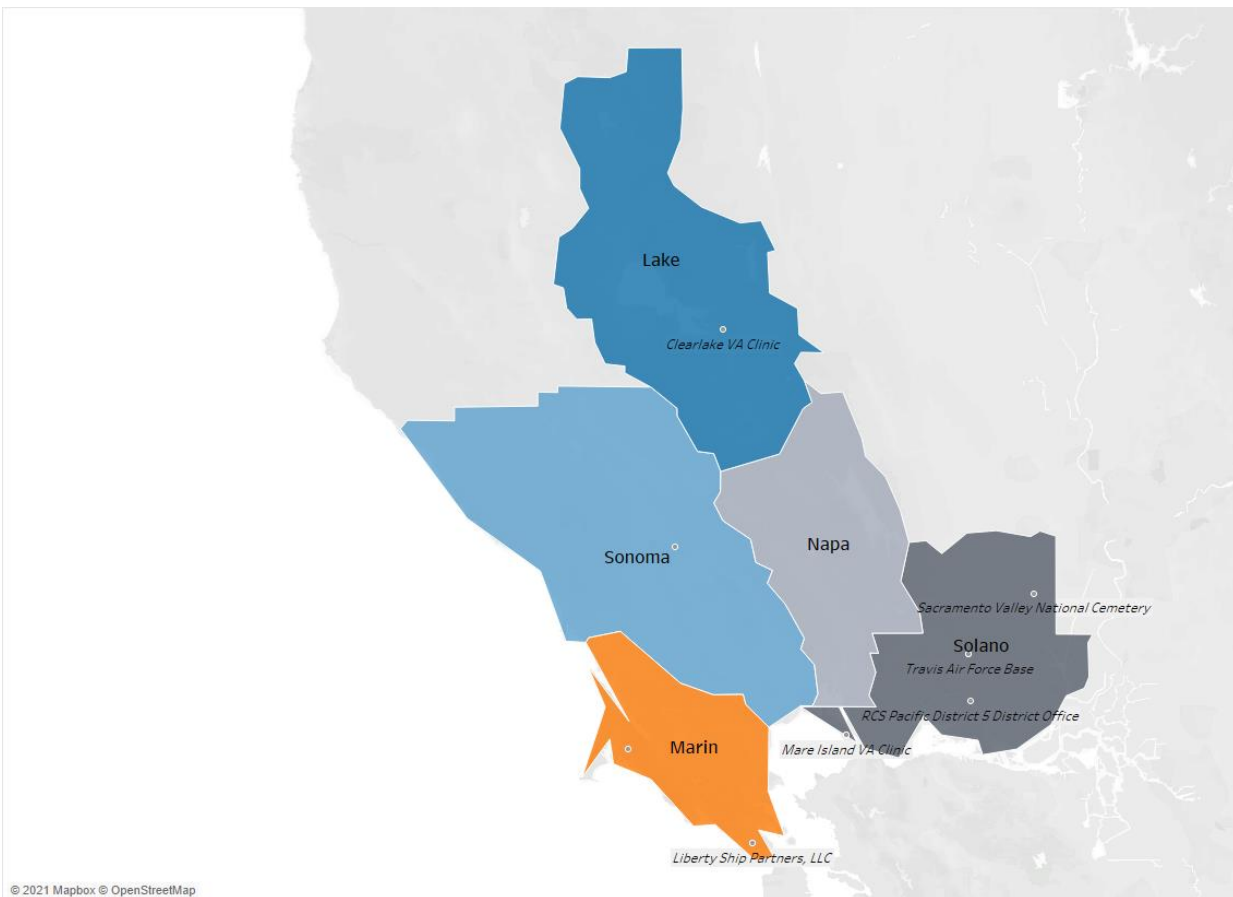 Lake
Clearlake VA Clinic
Napa
Sonoma
Sacramento Valley National Cemetery
Solano
Travis Air Force Base
RCS Pacific District 5 District Office
Marin
Mare Island VA Clinic
Liberty Ship Partners, LLC
© 2021 Mapbox © OpenStreetMap